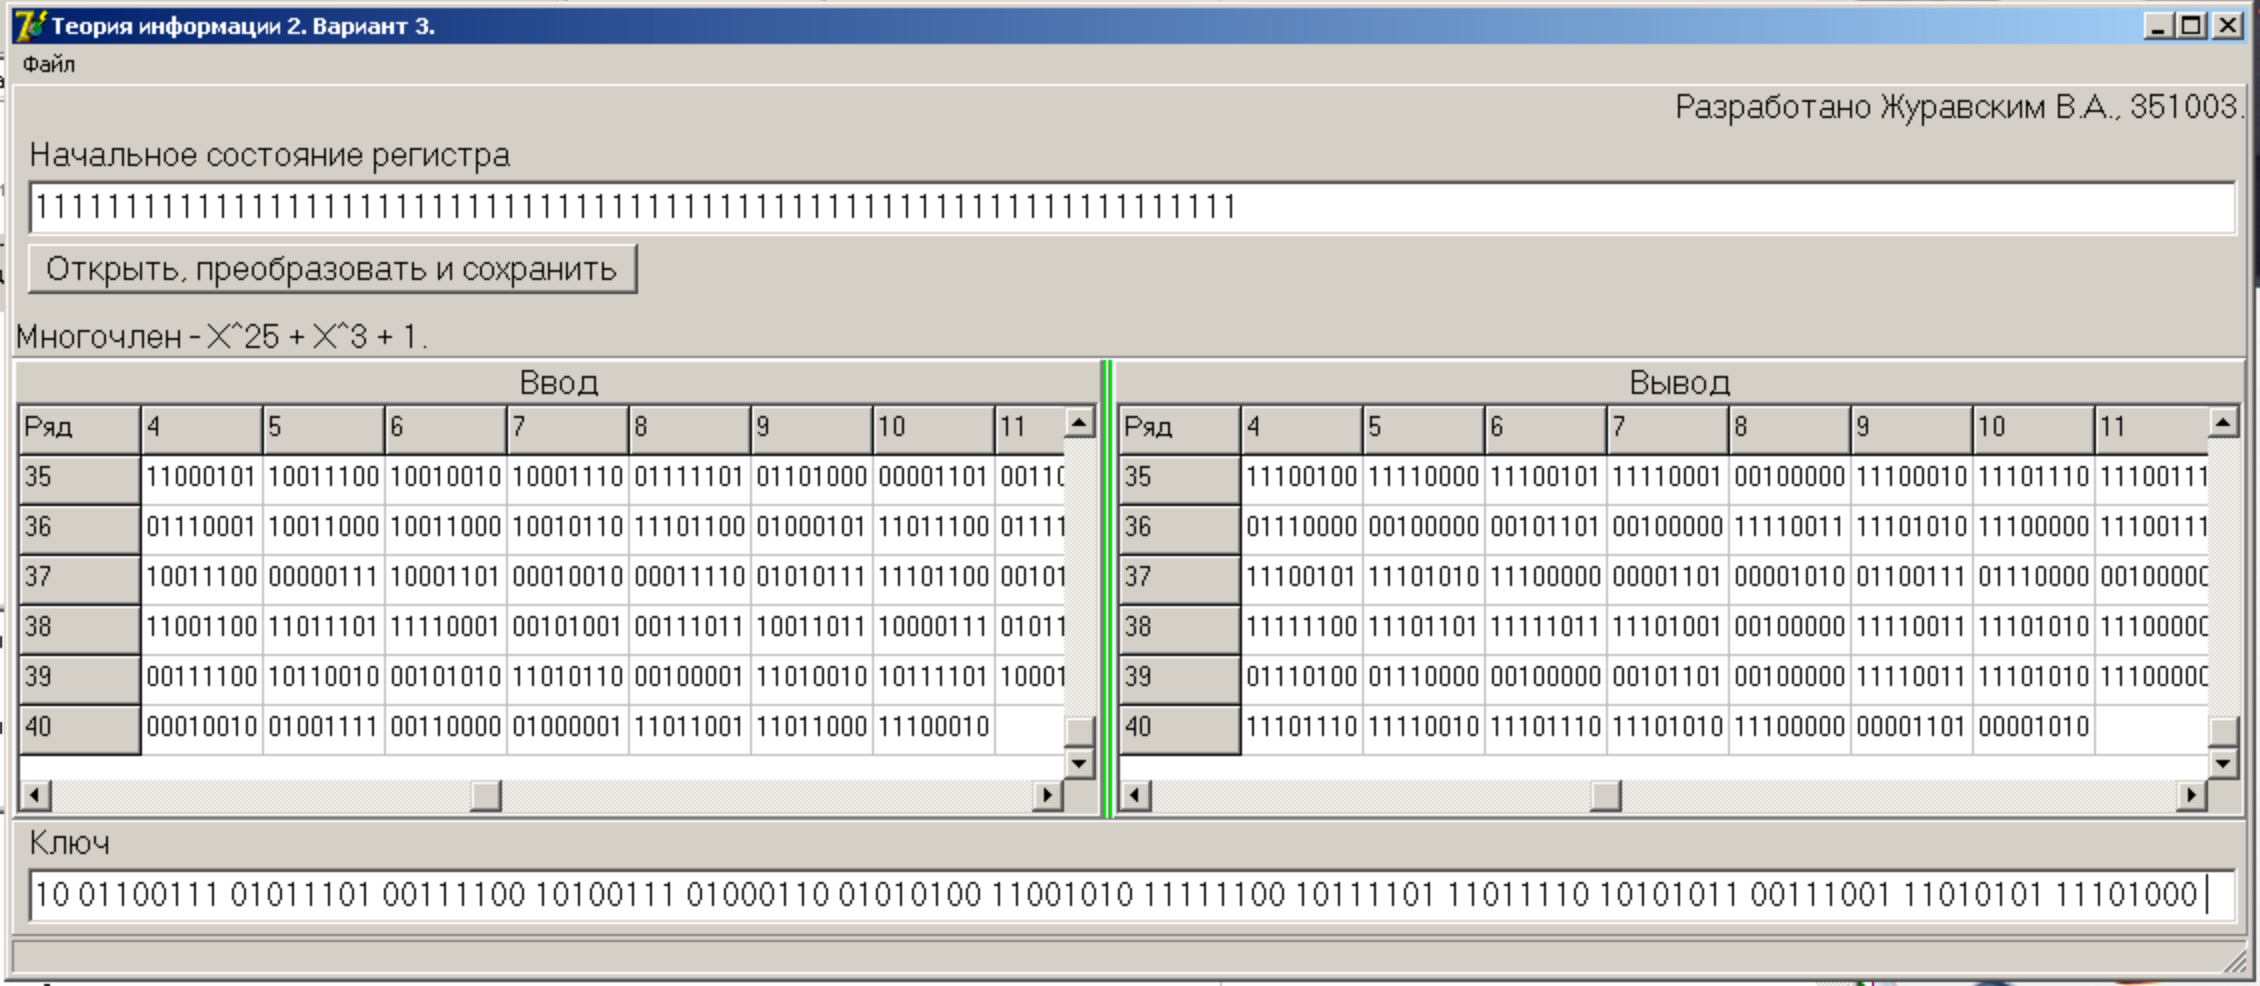 Теория информации 2. Вариант 3.
Файл
Разработано Журавским В.А., 351003.
Начальное состояние регистра
Открыть, преобразовать и сохранить
Многочлен - X^25 + X^3 + 1.
Ввод
Ряд 4 5 6 7 8 9 10 11
35 11000101 10011100 10010010 10001110 01111101 01101000 00001101 00110
36 01110001 10011000 10011000 10010110 11101100 01000101 11011100 01111
37 10011100 00000111 10001101 00010010 00011110 01010111 11101100 00101
38 11001100 11011101 11110001 00101001 00111011 10011011 10000111 01011
39 00111100 10110010 00101010 11010110 00100001 11010010 10111101 10001
40 00010010 01001111 00110000 01000001 11011001 11011000 11100010
Вывод
Ряд 4 5 6 7 8 9 10 11
35 11100100 11110000 11100101 11110001 00100000 11100010 11101110 11100111
36 01110000 00100000 00101101 00100000 11110011 11101010 11100000 11100111
37 11100101 11101010 11100000 00001101 00001010 01100111 01110000 00100000
38 11111100 11101101 11111011 11101001 00100000 11110011 11101010 11100000
39 01110100 01110000 00100000 00101101 00100000 11110011 11101010 11100000
40 11101110 11110010 11101110 11101010 11100000 00001101 00001010
Ключ
10 01100111 01011101 00111100 10100111 01000110 01010100 11001010 11111100 10111101 11011110 10101011 00111001 11010101 11101000